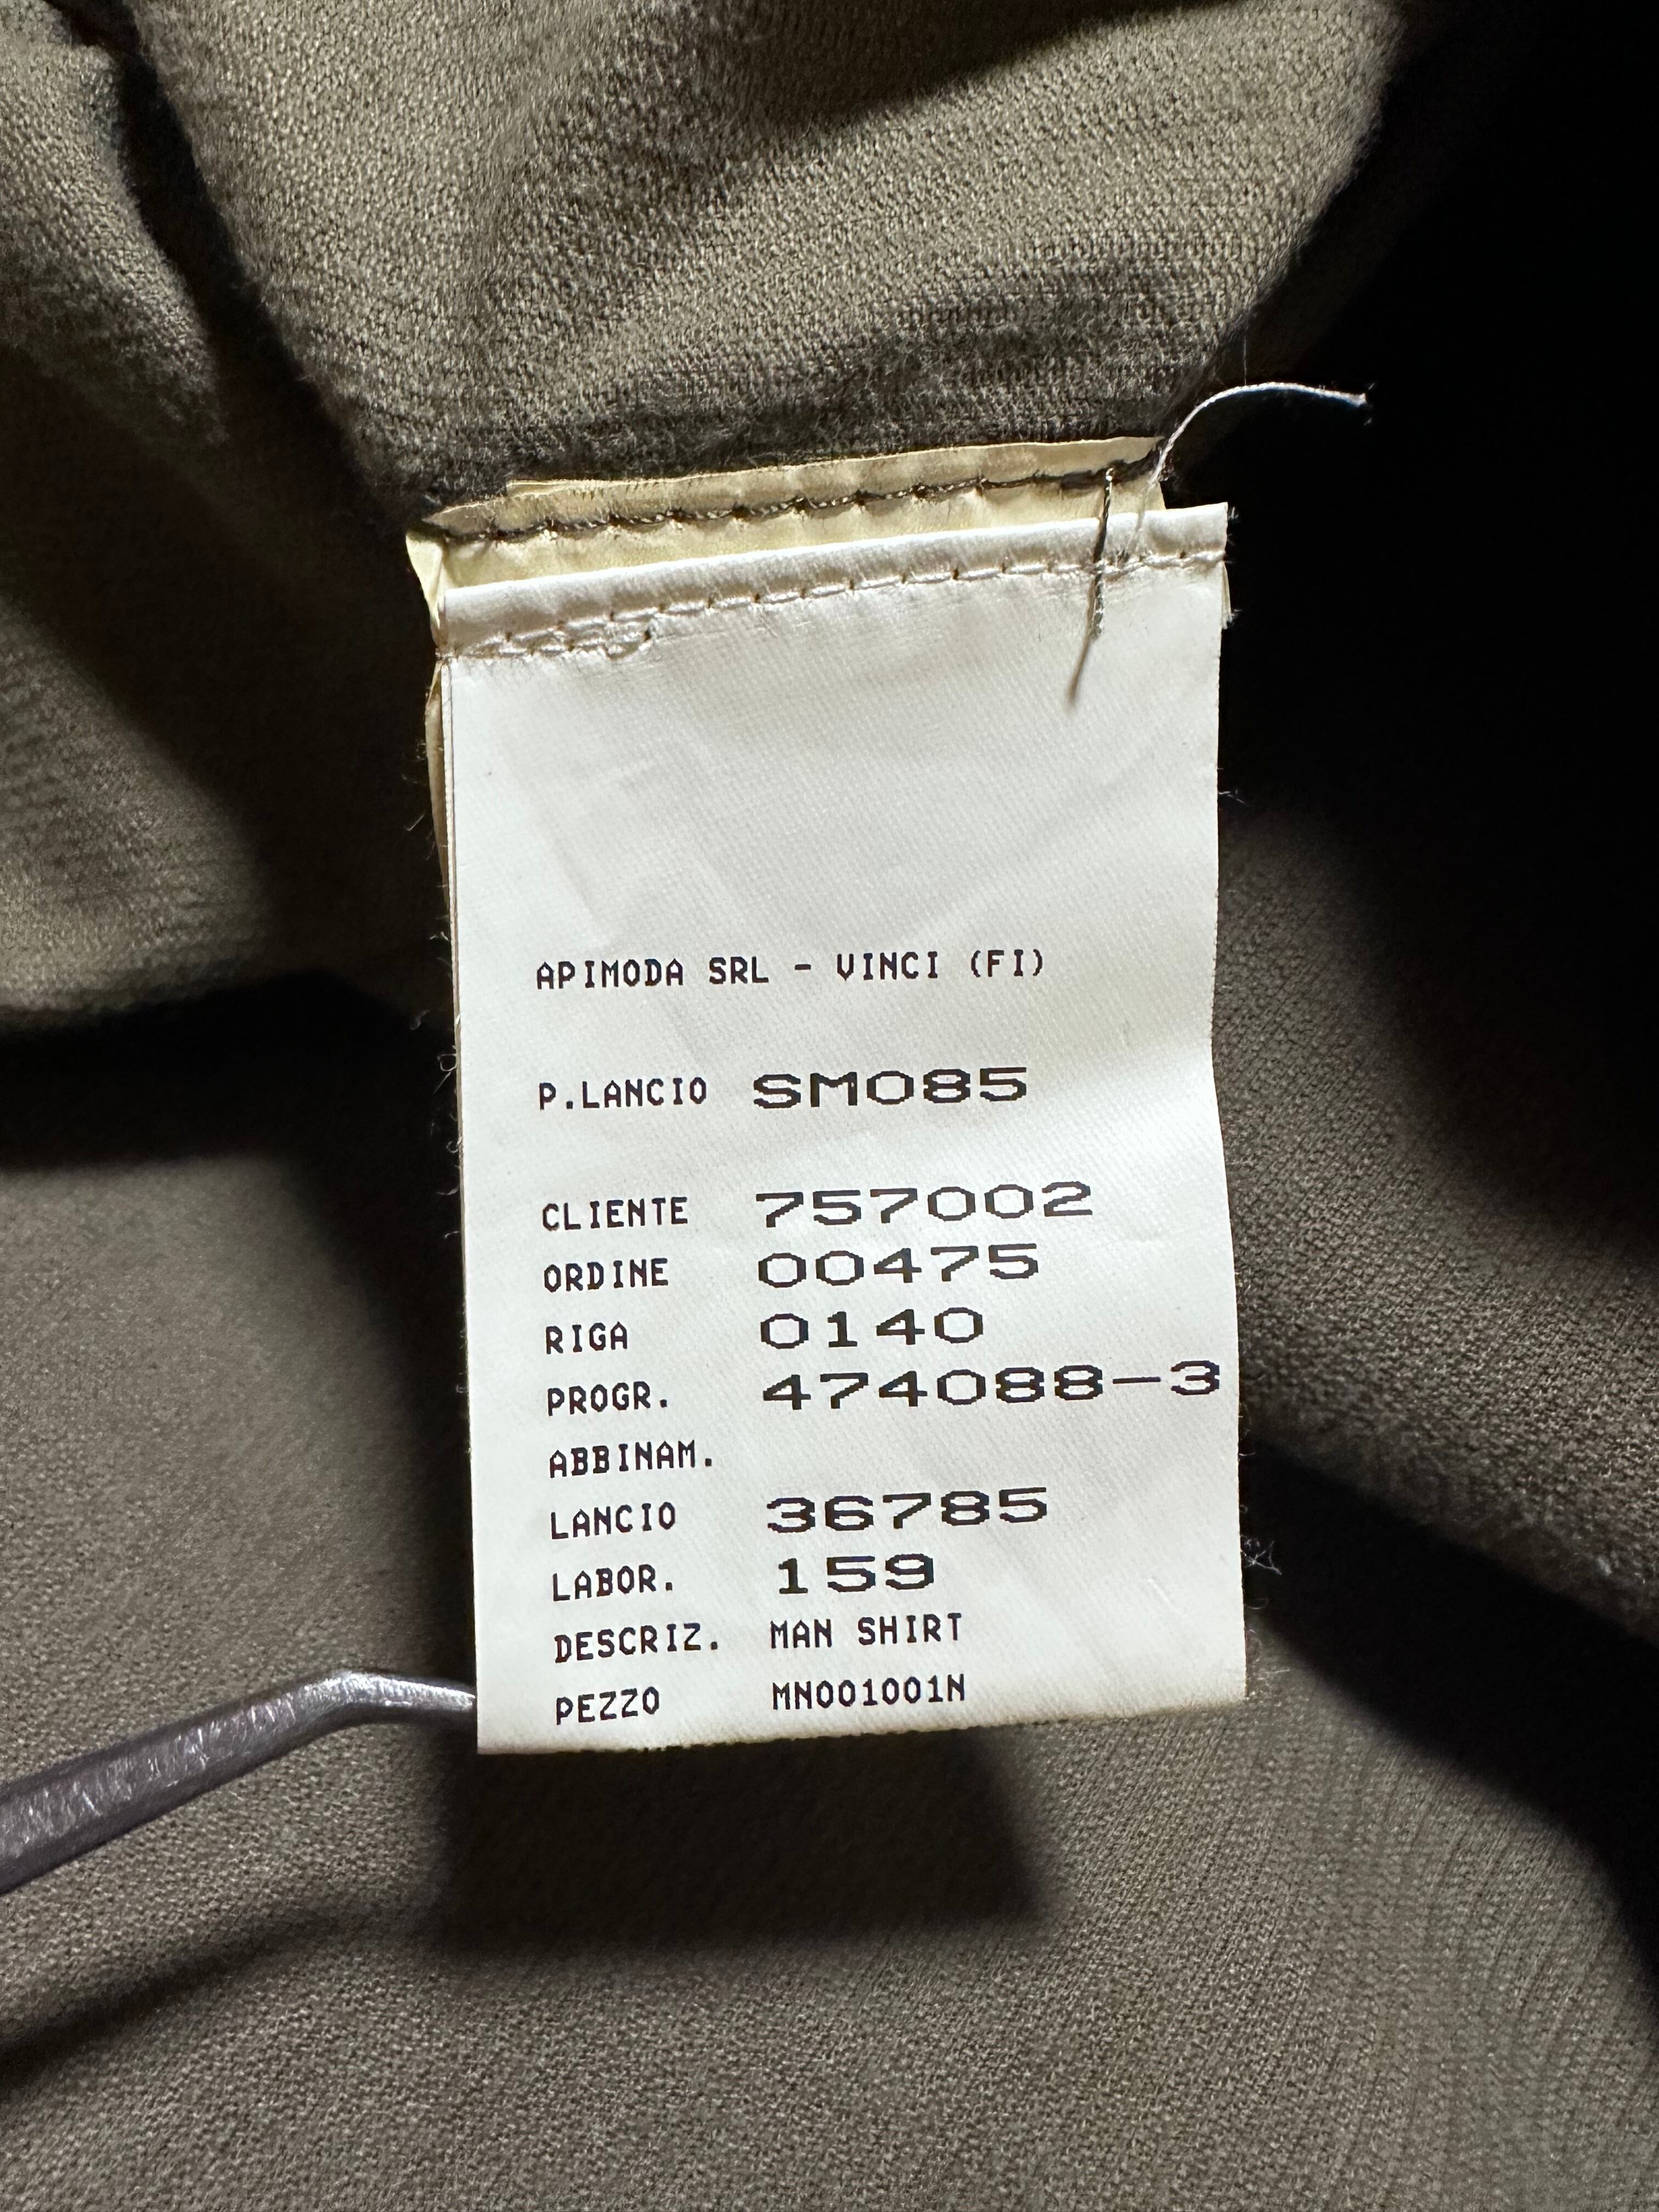 APIMODA SRL - VINCI (FI)
P.LANCIO SM085
CLIENTE 757002
ORDINE 00475
RIGA 0140
PROGR. 474088-3
ABBINAM.
LANCIO 36785
LABOR. 159
DESCRIZ. MAN SHIRT
PEZZO MN001001N